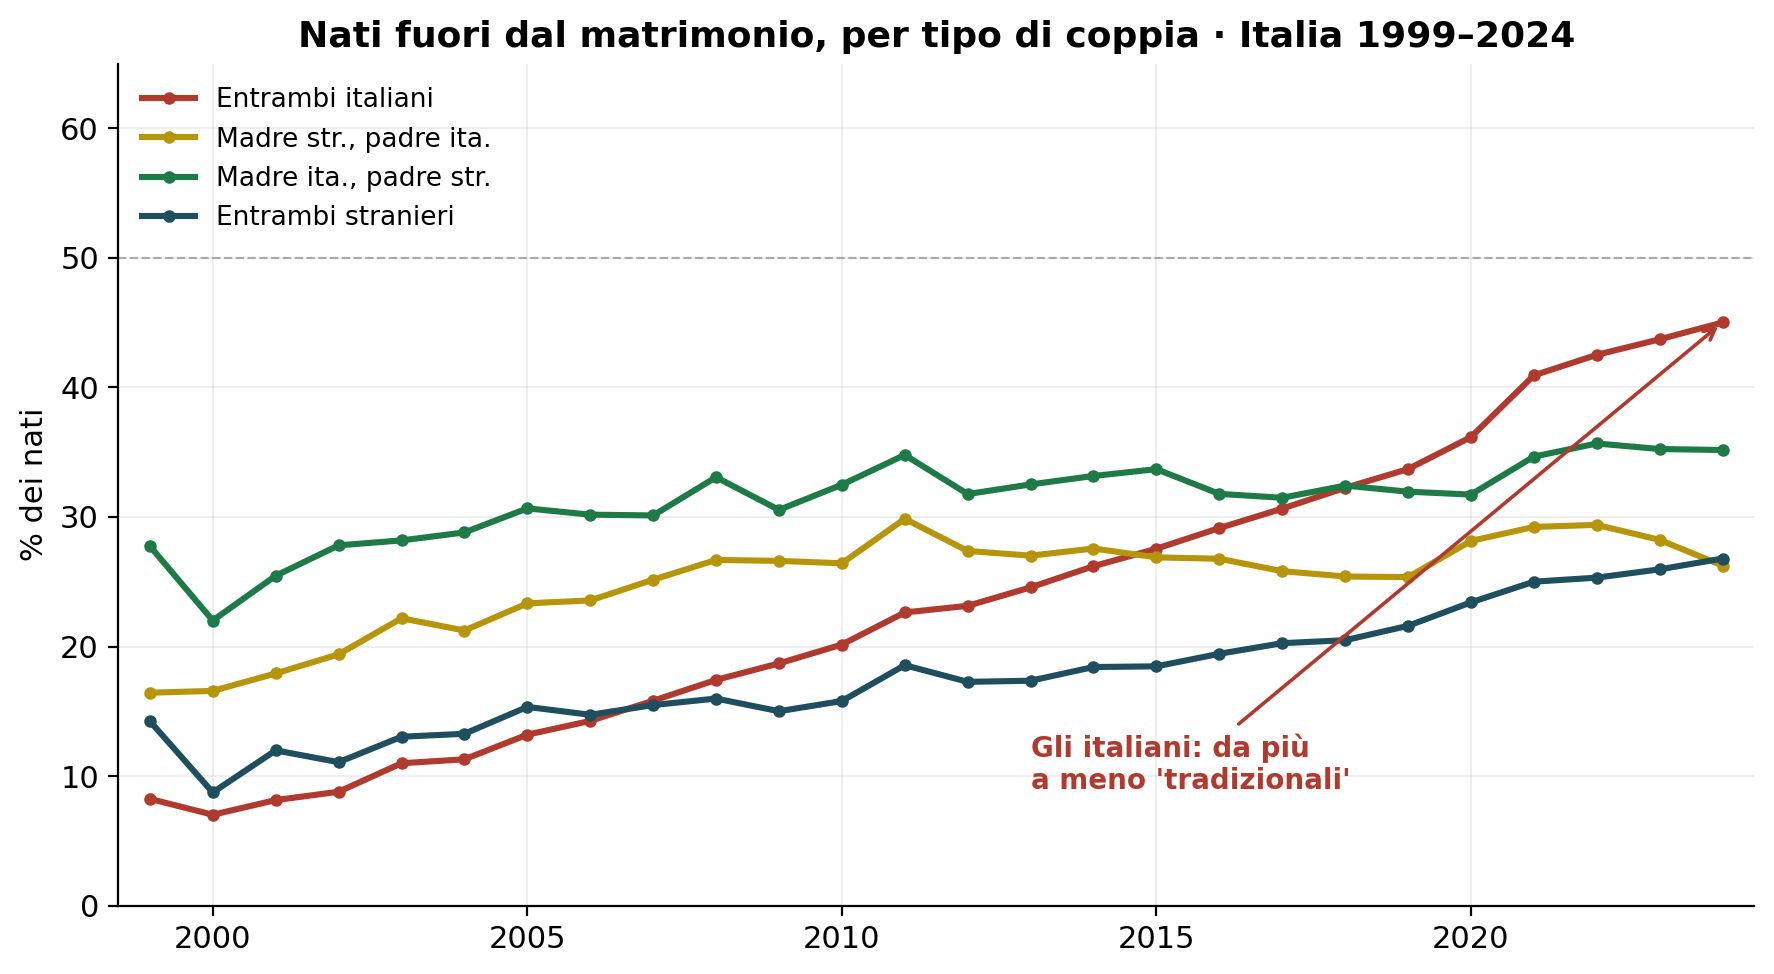 Nati fuori dal matrimonio, per tipo di coppia · Italia 1999–2024
Entrambi italiani
Madre str., padre ita.
Madre ita., padre str.
Entrambi stranieri
% dei nati
60
50
40
30
20
10
0
Gli italiani: da più
a meno 'tradizionali'
2000
2005
2010
2015
2020